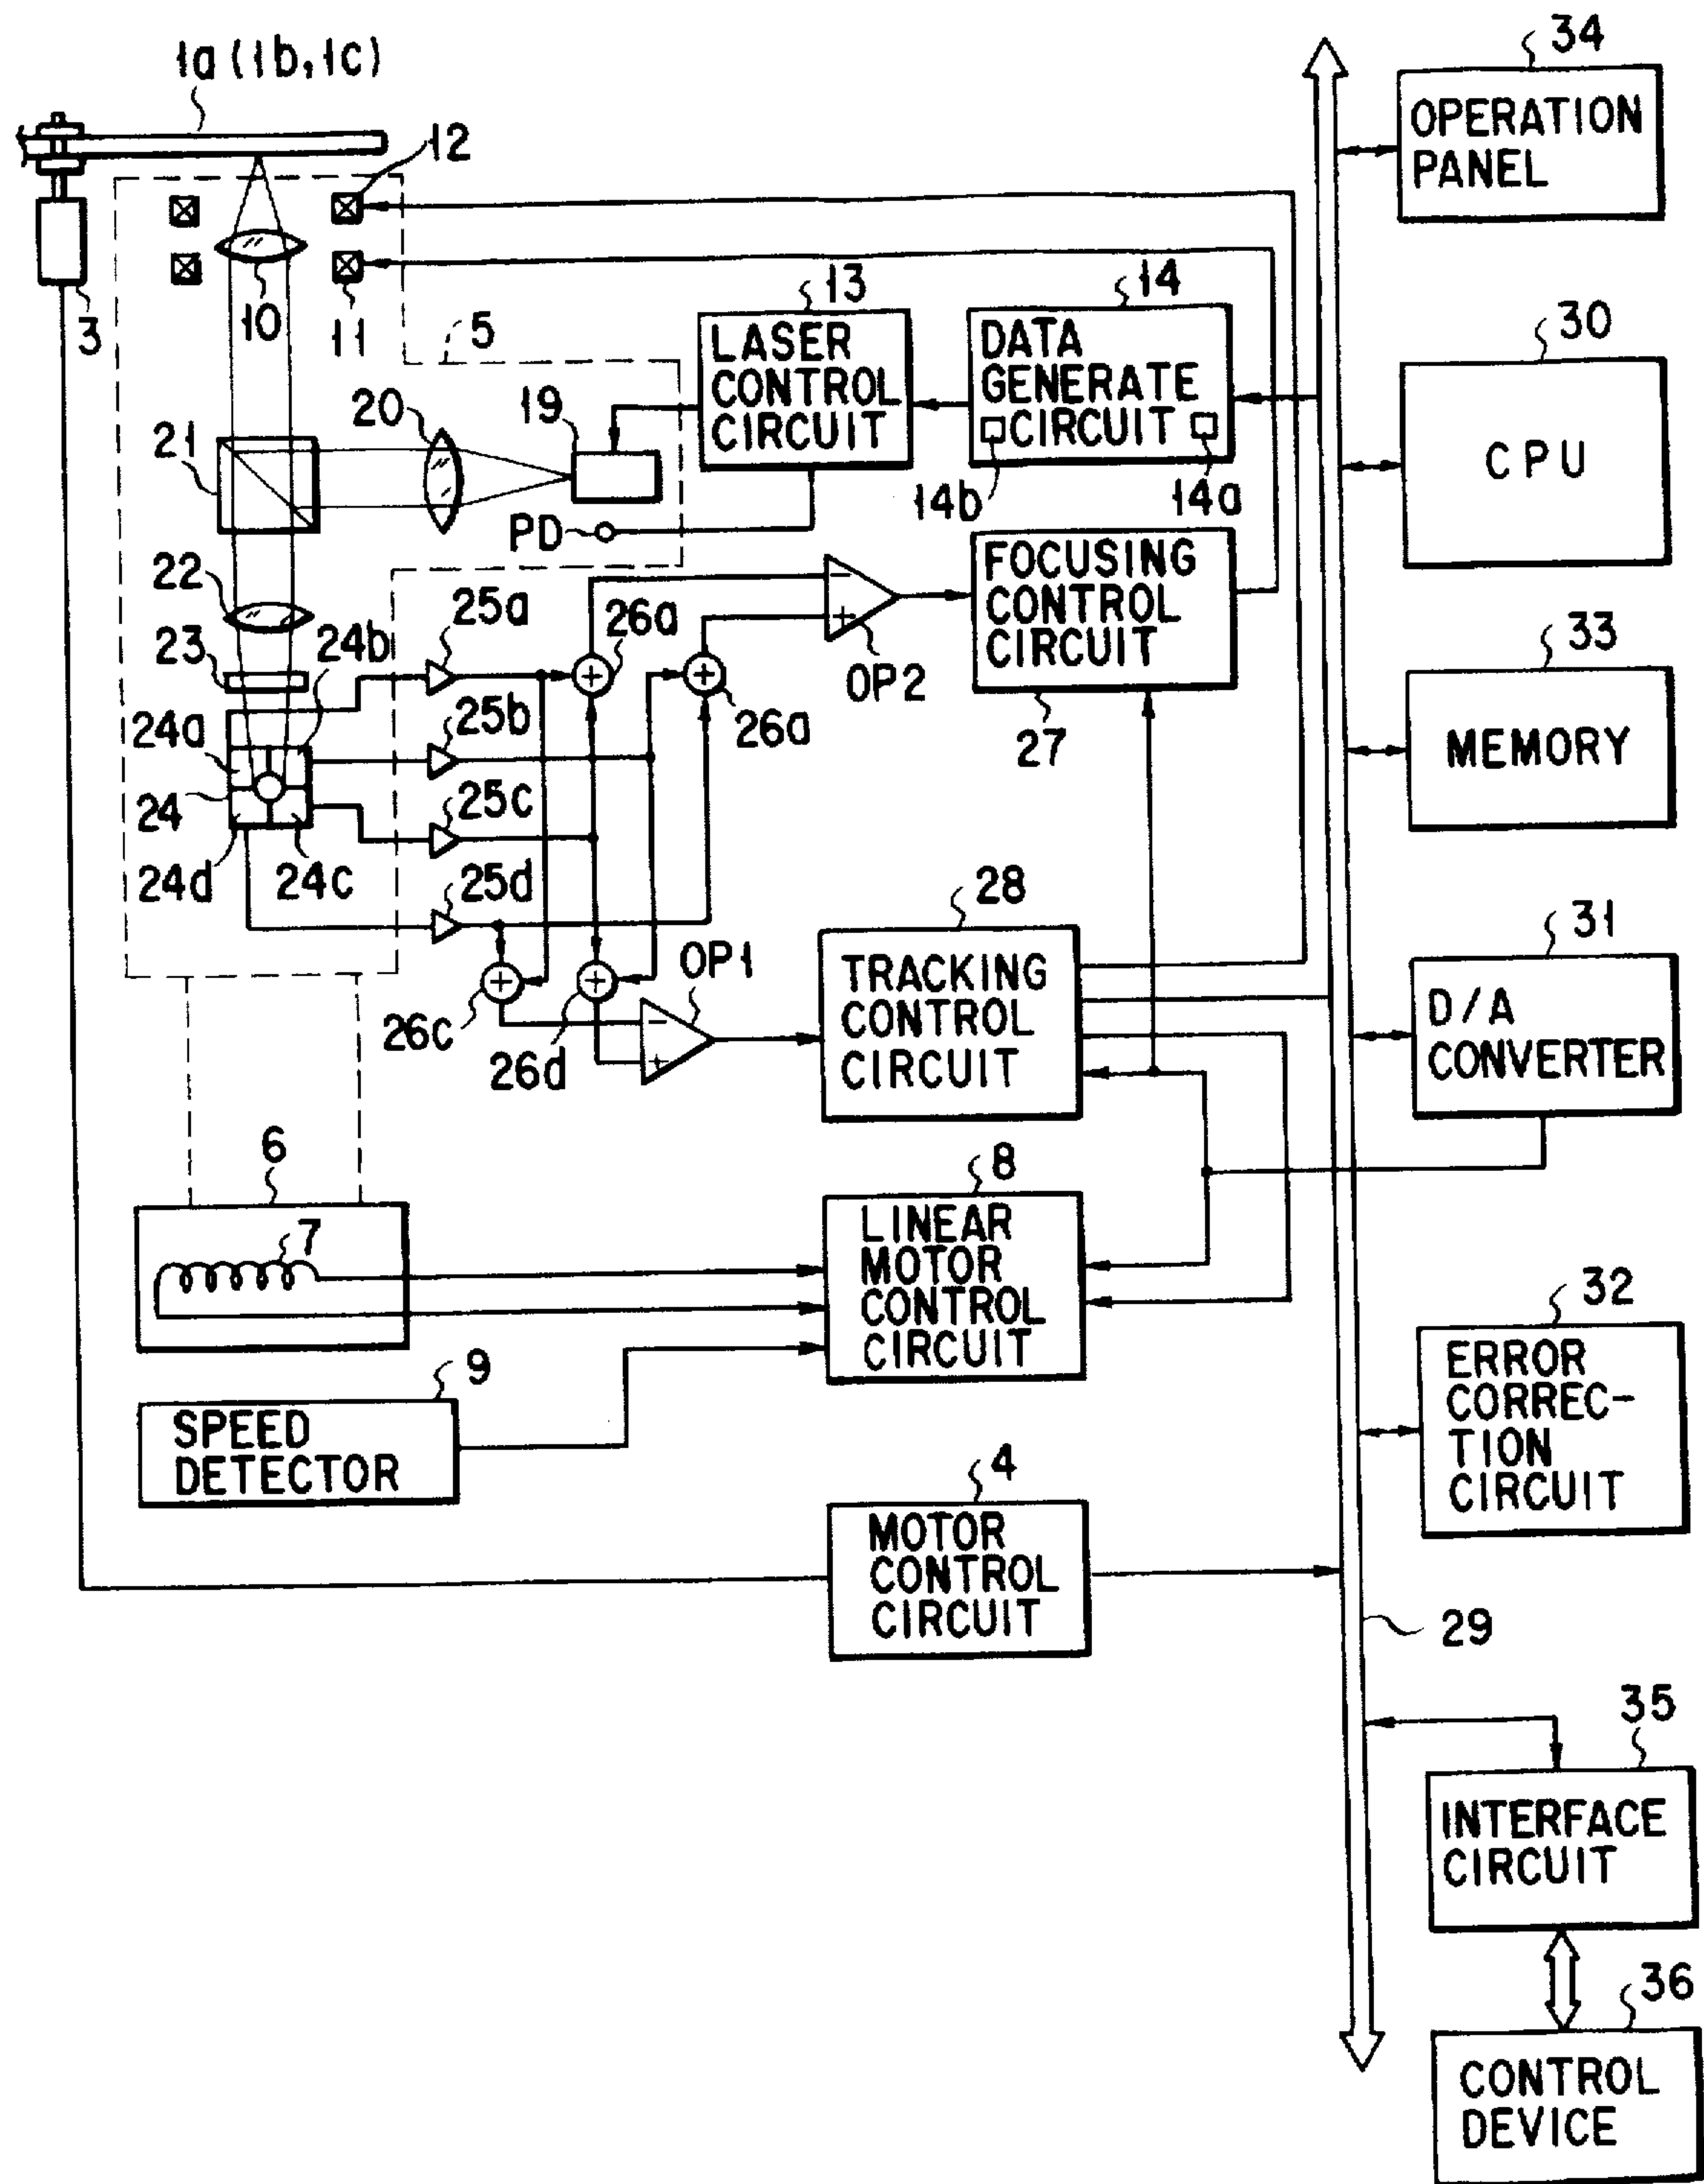 1a (1b, 1c)
12
3
10
11
5
13
LASER
CONTROL
CIRCUIT
14
DATA
GENERATE
CIRCUIT
14b
14a
34
OPERATION
PANEL
30
CPU
21
20
19
PD
22
23
24a
24b
24
24d
24c
25a
25b
25c
25d
26a
26a
26c
26d
-
+
OP2
FOCUSING
CONTROL
CIRCUIT
27
33
MEMORY
+
+
+
+
OP1
-
+
28
TRACKING
CONTROL
CIRCUIT
31
D/A
CONVERTER
6
7
8
LINEAR
MOTOR
CONTROL
CIRCUIT
9
SPEED
DETECTOR
32
ERROR
CORREC-
TION
CIRCUIT
4
MOTOR
CONTROL
CIRCUIT
29
35
INTERFACE
CIRCUIT
36
CONTROL
DEVICE